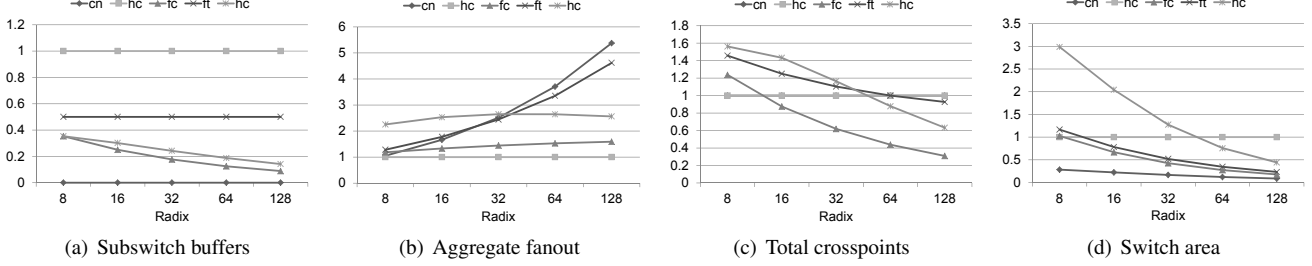 cn hc fc ft hc
1.2
1
0.8
0.6
0.4
0.2
0
8 16 32 64 128
Radix
(a) Subswitch buffers
cn hc fc ft hc
6
5
4
3
2
1
0
8 16 32 64 128
Radix
(b) Aggregate fanout
cn hc fc ft hc
1.8
1.6
1.4
1.2
1
0.8
0.6
0.4
0.2
0
8 16 32 64 128
Radix
(c) Total crosspoints
cn hc fc ft hc
3.5
3
2.5
2
1.5
1
0.5
0
8 16 32 64 128
Radix
(d) Switch area